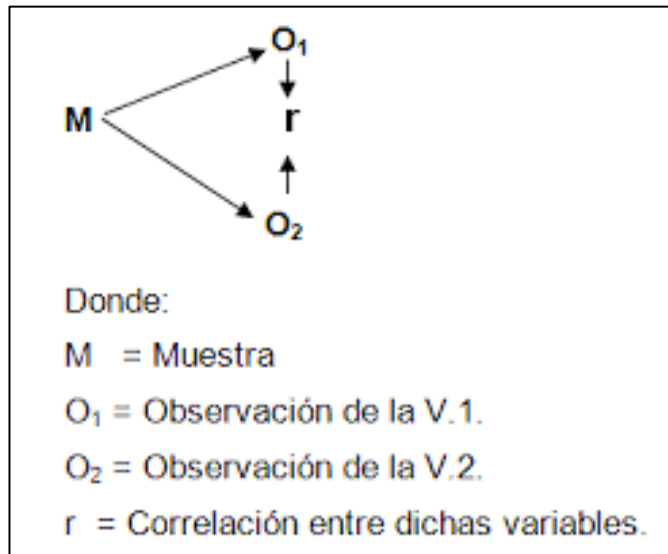 O₁
M r
O₂
Donde:
M = Muestra
O₁ = Observación de la V.1.
O₂ = Observación de la V.2.
r = Correlación entre dichas variables.